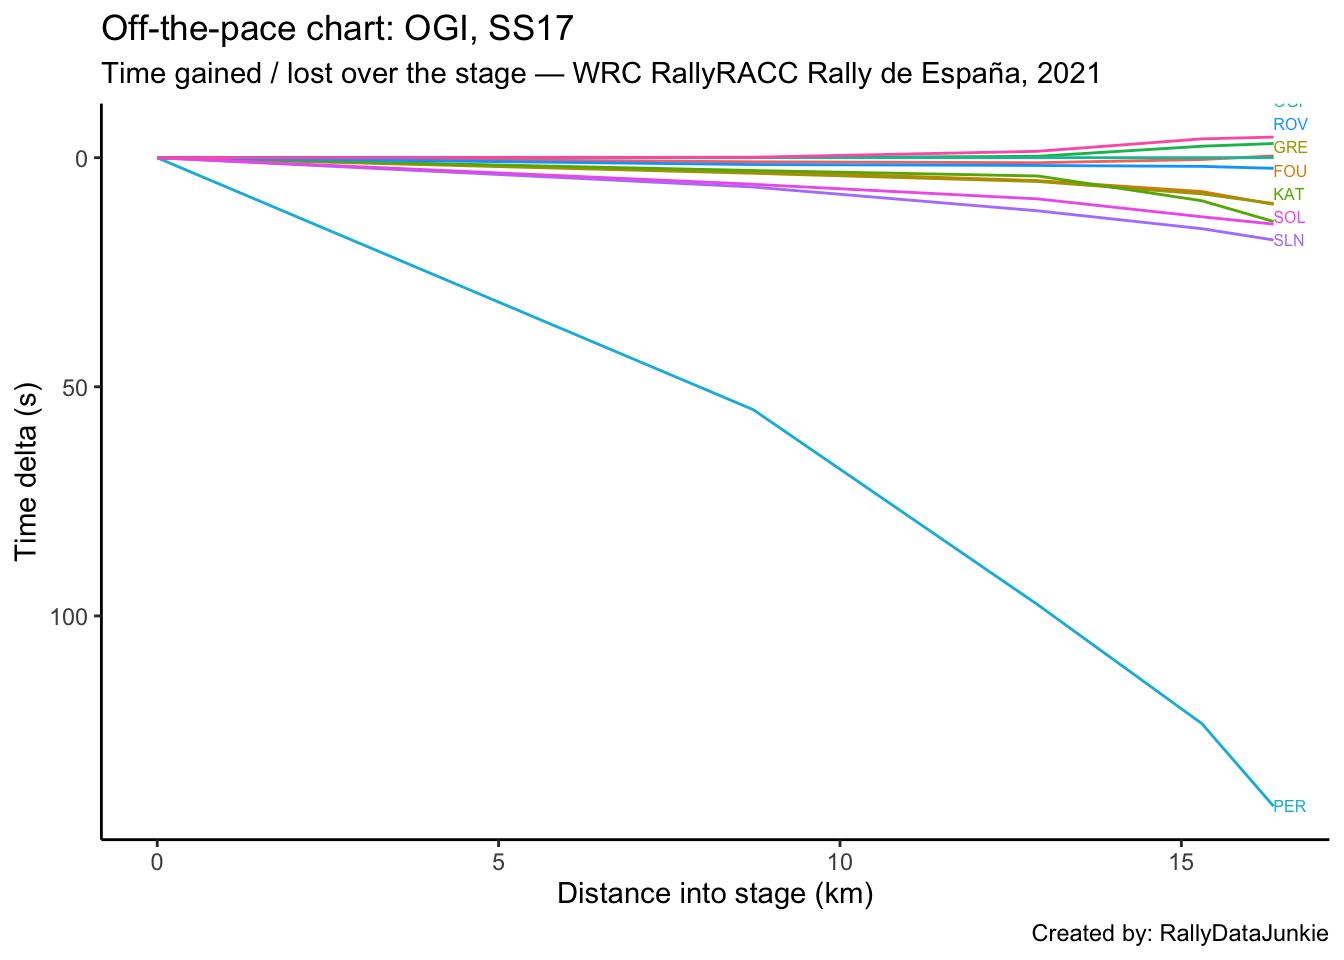 Off-the-pace chart: OGI, SS17
Time gained / lost over the stage — WRC RallyRACC Rally de España, 2021
OGI
ROV
GRE
FOU
KAT
SOL
SLN
PER
0
50
100
Time delta (s)
0
5
10
15
Distance into stage (km)
Created by: RallyDataJunkie